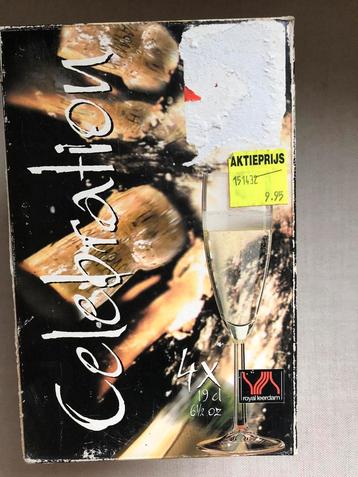 Celebration
AKTIEPRIJS
151432
9.95
4x
19 cl
6½ oz
royal leerdam